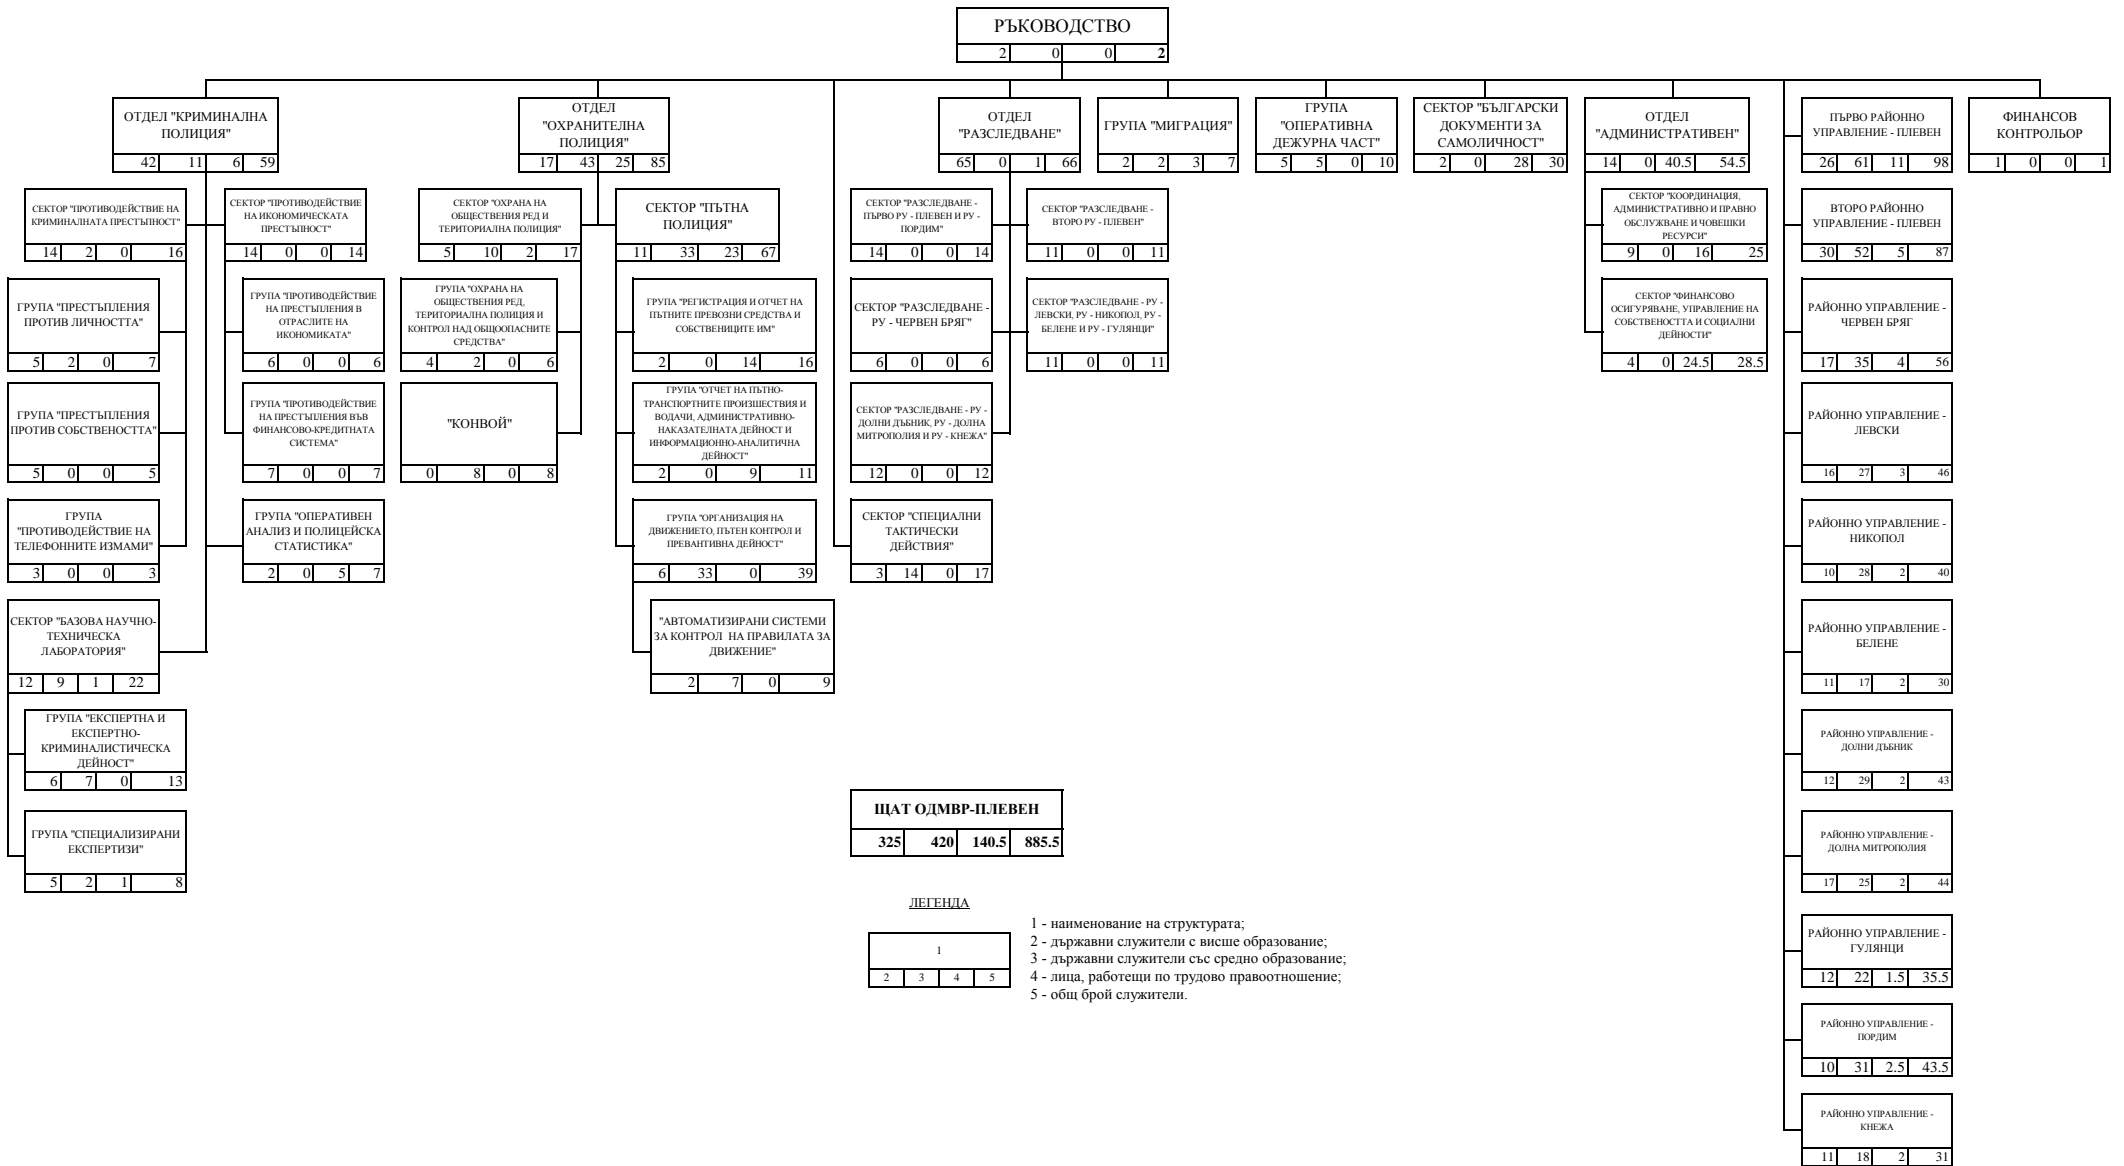 РЪКОВОДСТВО
2 0 0 2
ОТДЕЛ "КРИМИНАЛНА
ПОЛИЦИЯ"
42 11 6 59
ОТДЕЛ
"ОХРАНИТЕЛНА
ПОЛИЦИЯ"
17 43 25 85
ОТДЕЛ
"РАЗСЛЕДВАНЕ"
65 0 1 66
ГРУПА "МИГРАЦИЯ"
2 2 3 7
ГРУПА
"ОПЕРАТИВНА
ДЕЖУРНА ЧАСТ"
5 5 0 10
СЕКТОР "БЪЛГАРСКИ
ДОКУМЕНТИ ЗА
САМОЛИЧНОСТ"
2 0 28 30
ОТДЕЛ
"АДМИНИСТРАТИВЕН"
14 0 40.5 54.5
ПЪРВО РАЙОННО
УПРАВЛЕНИЕ - ПЛЕВЕН
26 61 11 98
ФИНАНСОВ
КОНТРОЛЬОР
1 0 0 1
СЕКТОР "ПРОТИВОДЕЙСТВИЕ НА
КРИМИНАЛНАТА ПРЕСТЪПНОСТ"
14 2 0 16
СЕКТОР "ПРОТИВОДЕЙСТВИЕ
НА ИКОНОМИЧЕСКАТА
ПРЕСТЪПНОСТ"
14 0 0 14
СЕКТОР "ОХРАНА НА
ОБЩЕСТВЕНИЯ РЕД И
ТЕРИТОРИАЛНА ПОЛИЦИЯ"
5 10 2 17
СЕКТОР "ПЪТНА
ПОЛИЦИЯ"
11 33 23 67
СЕКТОР "РАЗСЛЕДВАНЕ -
ПЪРВО РУ - ПЛЕВЕН И РУ -
ПОРДИМ"
14 0 0 14
СЕКТОР "РАЗСЛЕДВАНЕ -
ВТОРО РУ - ПЛЕВЕН"
11 0 0 11
СЕКТОР "КООРДИНАЦИЯ,
АДМИНИСТРАТИВНО И ПРАВНО
ОБСЛУЖВАНЕ И ЧОВЕШКИ
РЕСУРСИ"
9 0 16 25
ВТОРО РАЙОННО
УПРАВЛЕНИЕ - ПЛЕВЕН
30 52 5 87
ГРУПА "ПРЕСТЪПЛЕНИЯ
ПРОТИВ ЛИЧНОСТТА"
5 2 0 7
ГРУПА "ПРОТИВОДЕЙСТВИЕ
НА ПРЕСТЪПЛЕНИЯ В
ОТРАСЛИТЕ НА
ИКОНОМИКАТА"
6 0 0 6
ГРУПА "ОХРАНА НА
ОБЩЕСТВЕНИЯ РЕД,
ТЕРИТОРИАЛНА ПОЛИЦИЯ И
КОНТРОЛ НАД ОБЩООПАСНИТЕ
СРЕДСТВА"
4 2 0 6
ГРУПА "РЕГИСТРАЦИЯ И ОТЧЕТ НА
ПЪТНИТЕ ПРЕВОЗНИ СРЕДСТВА И
СОБСТВЕНИЦИТЕ ИМ"
2 0 14 16
СЕКТОР "РАЗСЛЕДВАНЕ -
РУ - ЧЕРВЕН БРЯГ"
6 0 0 6
СЕКТОР "РАЗСЛЕДВАНЕ - РУ -
ЛЕВСКИ, РУ - НИКОПОЛ, РУ -
БЕЛЕНЕ И РУ - ГУЛЯНЦИ"
11 0 0 11
СЕКТОР "ФИНАНСОВО
ОСИГУРЯВАНЕ, УПРАВЛЕНИЕ НА
СОБСТВЕНОСТТА И СОЦИАЛНИ
ДЕЙНОСТИ"
4 0 24.5 28.5
РАЙОННО УПРАВЛЕНИЕ -
ЧЕРВЕН БРЯГ
17 35 4 56
ГРУПА "ПРЕСТЪПЛЕНИЯ
ПРОТИВ СОБСТВЕНОСТТА"
5 0 0 5
ГРУПА "ПРОТИВОДЕЙСТВИЕ
НА ПРЕСТЪПЛЕНИЯ ВЪВ
ФИНАНСОВО-КРЕДИТНАТА
СИСТЕМА"
7 0 0 7
"КОНВОЙ"
0 8 0 8
ГРУПА "ОТЧЕТ НА ПЪТНО-
ТРАНСПОРТНИТЕ ПРОИЗШЕСТВИЯ И
ВОДАЧИ, АДМИНИСТРАТИВНО-
НАКАЗАТЕЛНАТА ДЕЙНОСТ И
ИНФОРМАЦИОННО-АНАЛИТИЧНА
ДЕЙНОСТ"
2 0 9 11
СЕКТОР "РАЗСЛЕДВАНЕ - РУ -
ДОЛНИ ДЪБНИК, РУ - ДОЛНА
МИТРОПОЛИЯ И РУ - КНЕЖА"
12 0 0 12
РАЙОННО УПРАВЛЕНИЕ -
ЛЕВСКИ
16 27 3 46
ГРУПА
"ПРОТИВОДЕЙСТВИЕ НА
ТЕЛЕФОННИТЕ ИЗМАМИ"
3 0 0 3
ГРУПА "ОПЕРАТИВЕН
АНАЛИЗ И ПОЛИЦЕЙСКА
СТАТИСТИКА"
2 0 5 7
ГРУПА "ОРГАНИЗАЦИЯ НА
ДВИЖЕНИЕТО, ПЪТЕН КОНТРОЛ И
ПРЕВАНТИВНА ДЕЙНОСТ"
6 33 0 39
СЕКТОР "СПЕЦИАЛНИ
ТАКТИЧЕСКИ
ДЕЙСТВИЯ"
3 14 0 17
РАЙОННО УПРАВЛЕНИЕ -
НИКОПОЛ
10 28 2 40
СЕКТОР "БАЗОВА НАУЧНО-
ТЕХНИЧЕСКА
ЛАБОРАТОРИЯ"
12 9 1 22
"АВТОМАТИЗИРАНИ СИСТЕМИ
ЗА КОНТРОЛ НА ПРАВИЛАТА ЗА
ДВИЖЕНИЕ"
2 7 0 9
РАЙОННО УПРАВЛЕНИЕ -
БЕЛЕНЕ
11 17 2 30
ГРУПА "ЕКСПЕРТНА И
ЕКСПЕРТНО-
КРИМИНАЛИСТИЧЕСКА
ДЕЙНОСТ"
6 7 0 13
РАЙОННО УПРАВЛЕНИЕ -
ДОЛНИ ДЪБНИК
12 29 2 43
ГРУПА "СПЕЦИАЛИЗИРАНИ
ЕКСПЕРТИЗИ"
5 2 1 8
ЩАТ ОДМВР-ПЛЕВЕН
325 420 140.5 885.5
РАЙОННО УПРАВЛЕНИЕ -
ДОЛНА МИТРОПОЛИЯ
17 25 2 44
ЛЕГЕНДА
1
2 3 4 5
1 - наименование на структурата;
2 - държавни служители с висше образование;
3 - държавни служители със средно образование;
4 - лица, работещи по трудово правоотношение;
5 - общ брой служители.
РАЙОННО УПРАВЛЕНИЕ -
ГУЛЯНЦИ
12 22 1.5 35.5
РАЙОННО УПРАВЛЕНИЕ -
ПОРДИМ
10 31 2.5 43.5
РАЙОННО УПРАВЛЕНИЕ -
КНЕЖА
11 18 2 31